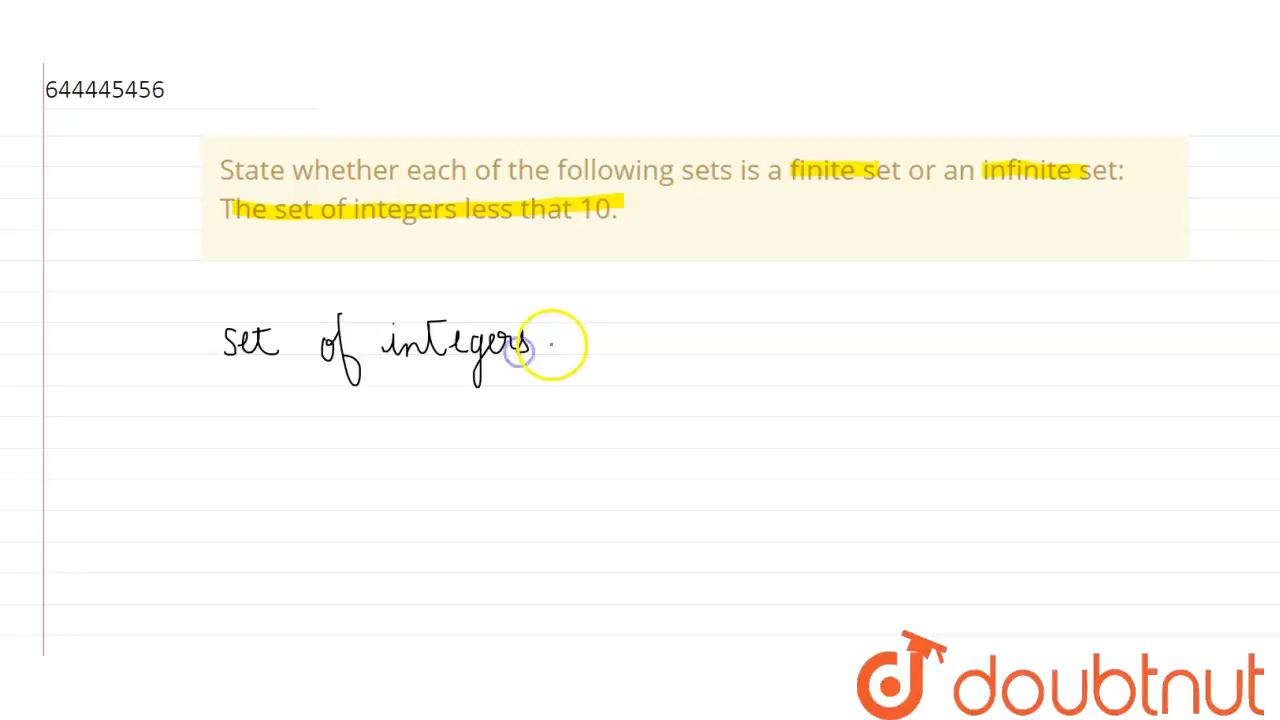 644445456
State whether each of the following sets is a finite set or an infinite set:
The set of integers less that 10.
set of integers
doubtnut